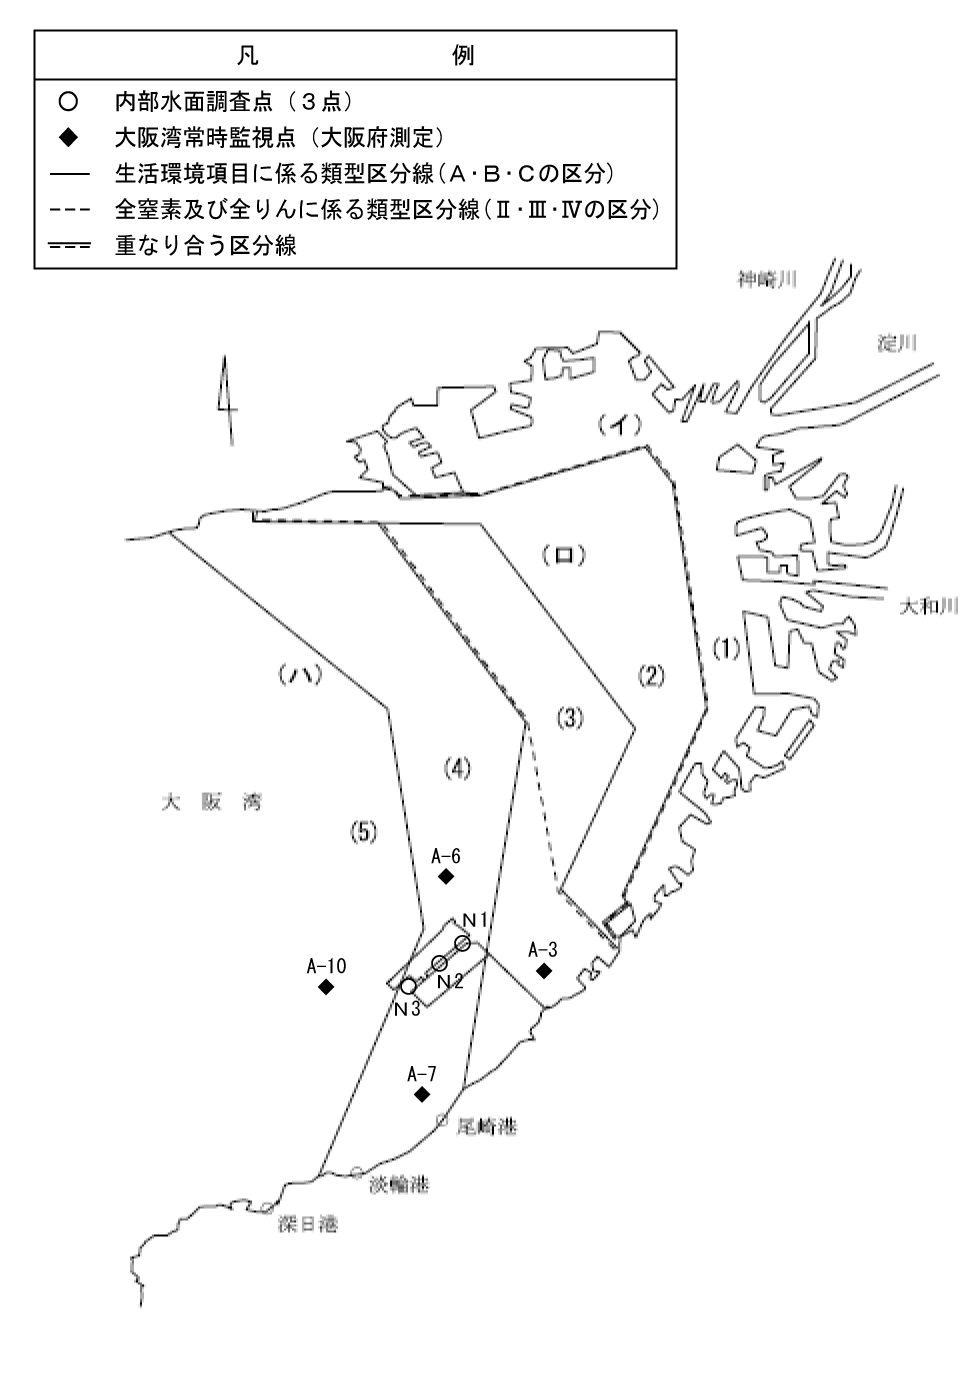 凡 例
内部水面調査点（３点）
大阪湾常時監視点（大阪府測定）
生活環境項目に係る類型区分線（Ａ・Ｂ・Ｃの区分）
全窒素及び全りんに係る類型区分線（Ⅱ・Ⅲ・Ⅳの区分）
重なり合う区分線
神崎川
淀川
（イ）
（ロ）
大和川
(1)
（ハ）
(2)
(3)
(4)
大 阪 湾
(5)
A-6
N1
A-3
A-10
N2
N3
A-7
尾崎港
淡輪港
深日港